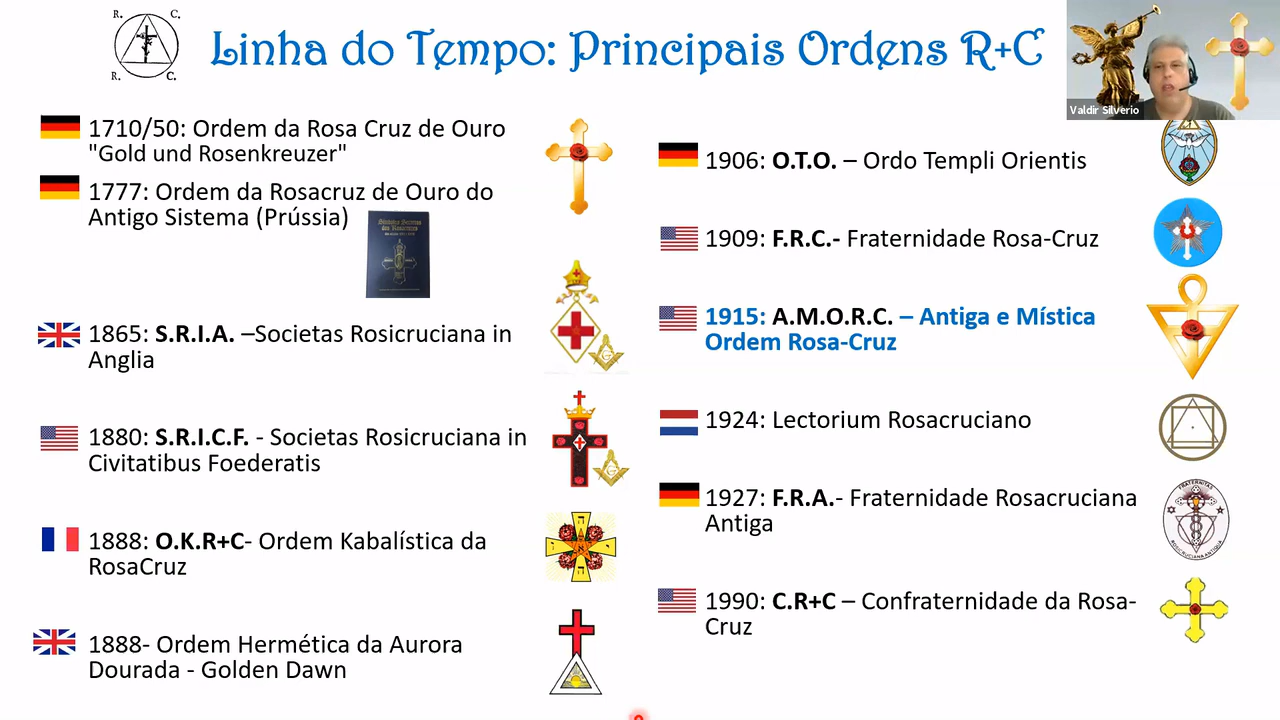 R. C.
R. C.
Linha do Tempo: Principais Ordens R+C
Valdir Silverio
1710/50: Ordem da Rosa Cruz de Ouro
"Gold und Rosenkreuzer"
1777: Ordem da Rosacruz de Ouro do
Antigo Sistema (Prússia)
1865: S.R.I.A. –Societas Rosicruciana in
Anglia
G
1880: S.R.I.C.F. - Societas Rosicruciana in
Civitatibus Foederatis
G
1888: O.K.R+C- Ordem Kabalística da
RosaCruz
1888- Ordem Hermética da Aurora
Dourada - Golden Dawn
1906: O.T.O. – Ordo Templi Orientis
1909: F.R.C.- Fraternidade Rosa-Cruz
1915: A.M.O.R.C. – Antiga e Mística
Ordem Rosa-Cruz
1924: Lectorium Rosacruciano
1927: F.R.A.- Fraternidade Rosacruciana
Antiga
FRATERNITAS
ROSICRUCIANA ANTIQUA
1990: C.R+C – Confraternidade da Rosa-
Cruz